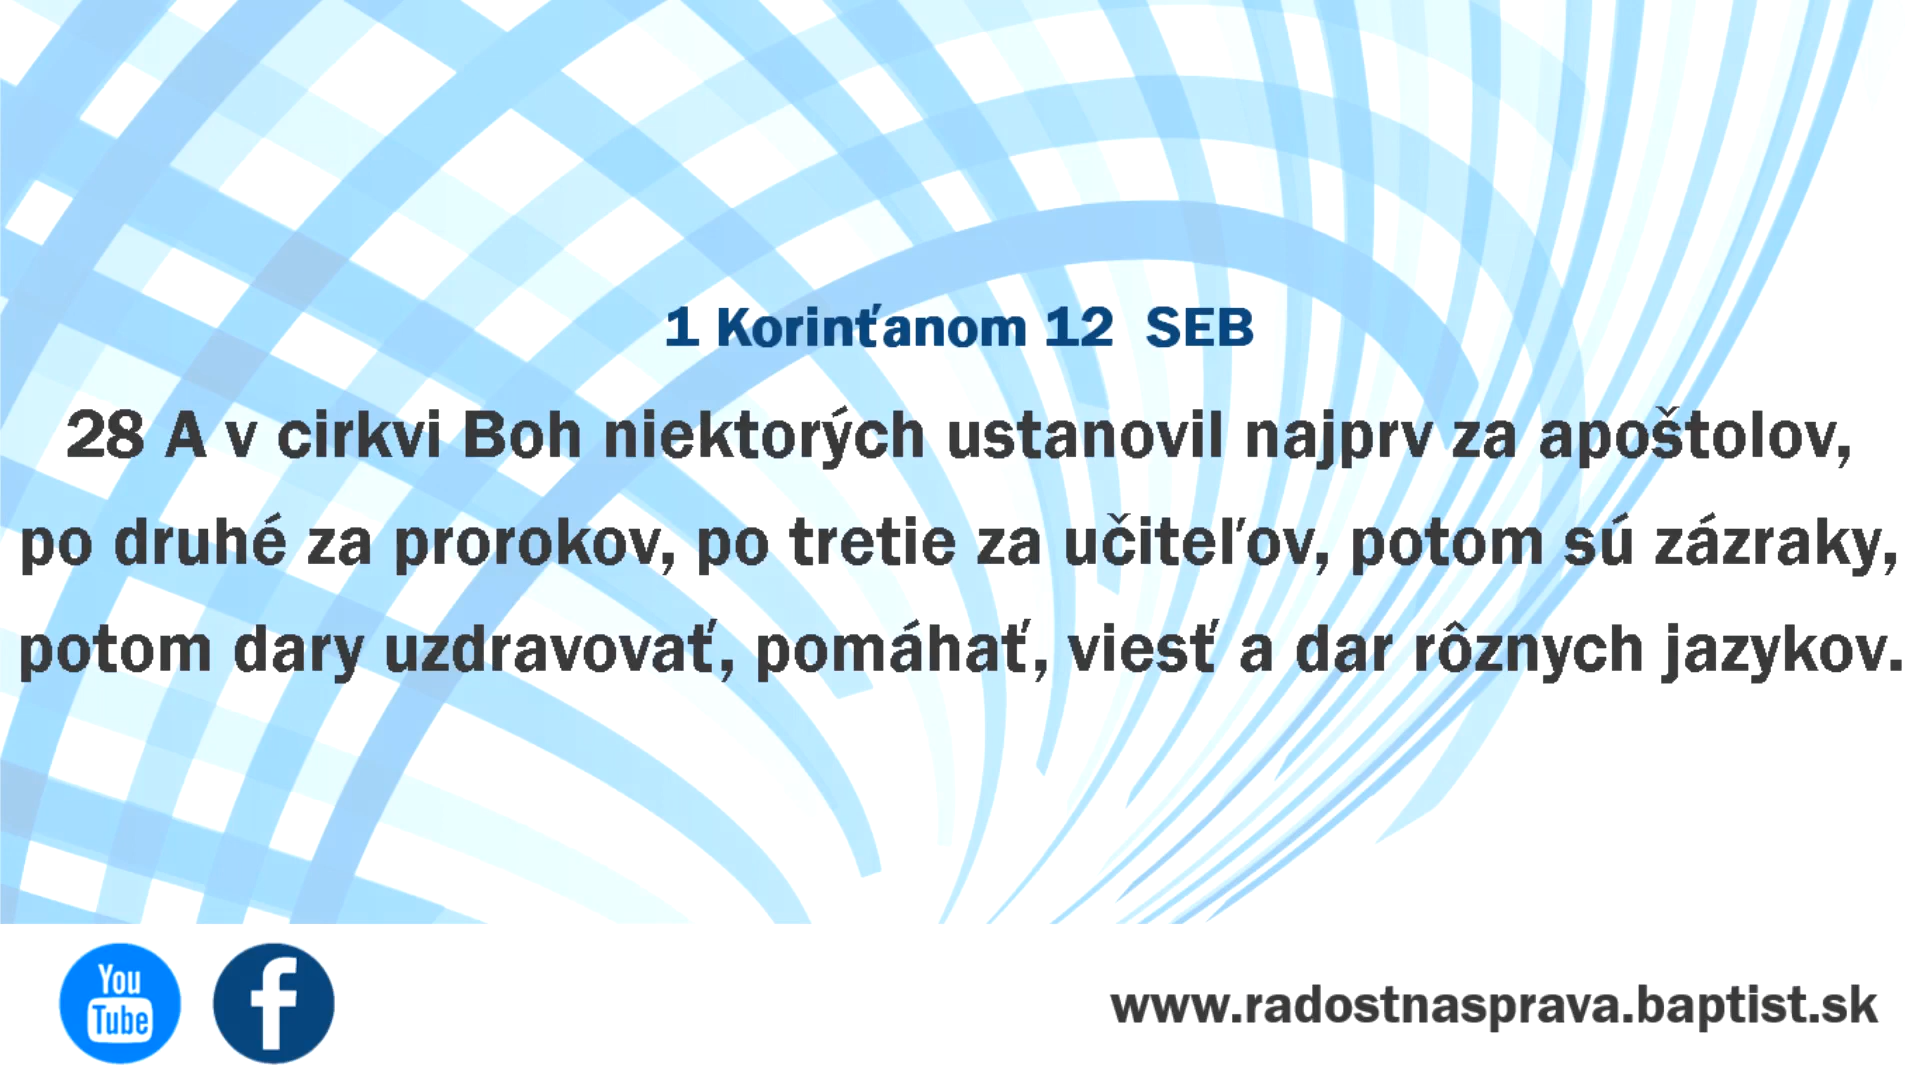 1 Korinťanom 12  SEB
28 A v cirkvi Boh niektorých ustanovil najprv za apoštolov,
po druhé za prorokov, po tretie za učiteľov, potom sú zázraky,
potom dary uzdravovať, pomáhať, viesť a dar rôznych jazykov.
You
Tube
f
www.radostnasprava.baptist.sk